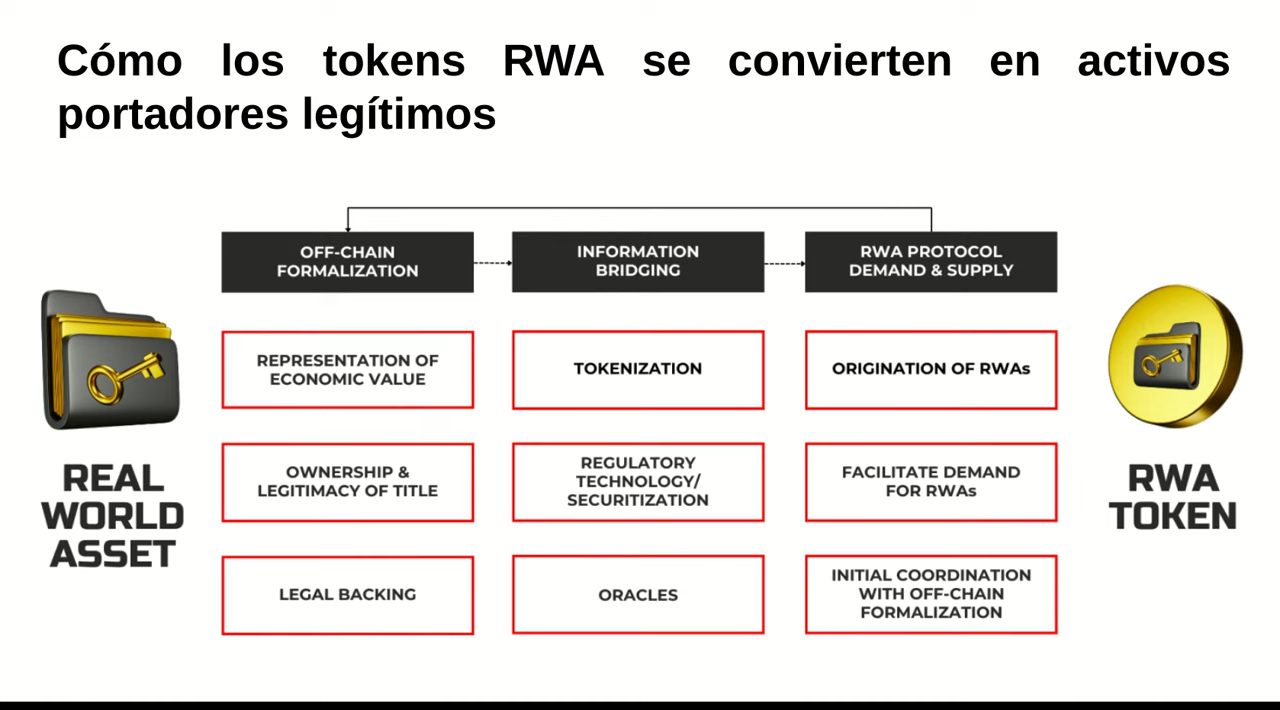 Cómo los tokens RWA se convierten en activos
portadores legítimos
OFF-CHAIN
FORMALIZATION
INFORMATION
BRIDGING
RWA PROTOCOL
DEMAND & SUPPLY
REPRESENTATION OF
ECONOMIC VALUE
TOKENIZATION
ORIGINATION OF RWAs
OWNERSHIP &
LEGITIMACY OF TITLE
REGULATORY
TECHNOLOGY/
SECURITIZATION
FACILITATE DEMAND
FOR RWAs
LEGAL BACKING
ORACLES
INITIAL COORDINATION
WITH OFF-CHAIN
FORMALIZATION
REAL
WORLD
ASSET
RWA
TOKEN